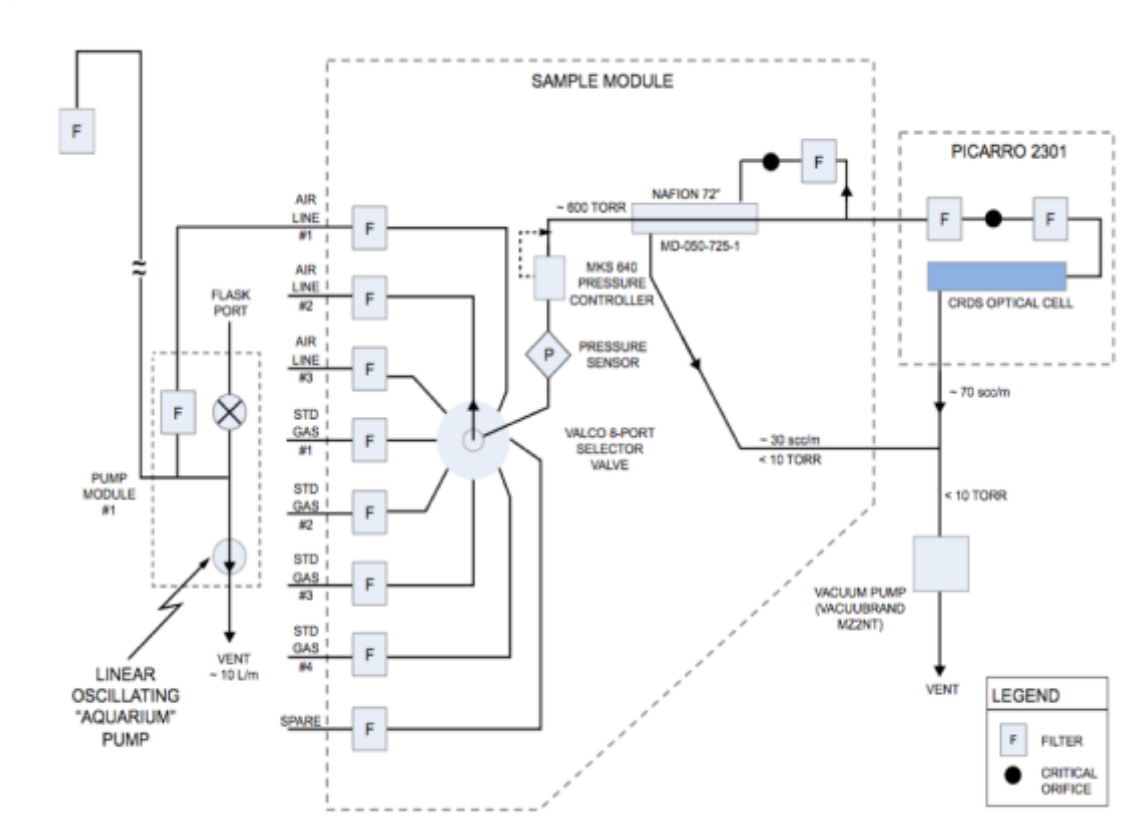 SAMPLE MODULE
PICARRO 2301
F
F
AIR
LINE
#1
F
~ 600 TORR
NAFION 72"
MD-050-725-1
F
F
CRDS OPTICAL CELL
AIR
LINE
#2
F
MKS 640
PRESSURE
CONTROLLER
FLASK
PORT
AIR
LINE
#3
F
P
PRESSURE
SENSOR
~ 70 scc/m
F
STD
GAS
#1
F
VALCO 8-PORT
SELECTOR
VALVE
~ 30 scc/m
< 10 TORR
PUMP
MODULE
#1
STD
GAS
#2
F
< 10 TORR
STD
GAS
#3
F
VACUUM PUMP
(VACUUBRAND
MZ2NT)
STD
GAS
#4
F
VENT
~ 10 L/m
LINEAR
OSCILLATING
"AQUARIUM"
PUMP
SPARE
F
VENT
LEGEND
F
FILTER
CRITICAL
ORIFICE